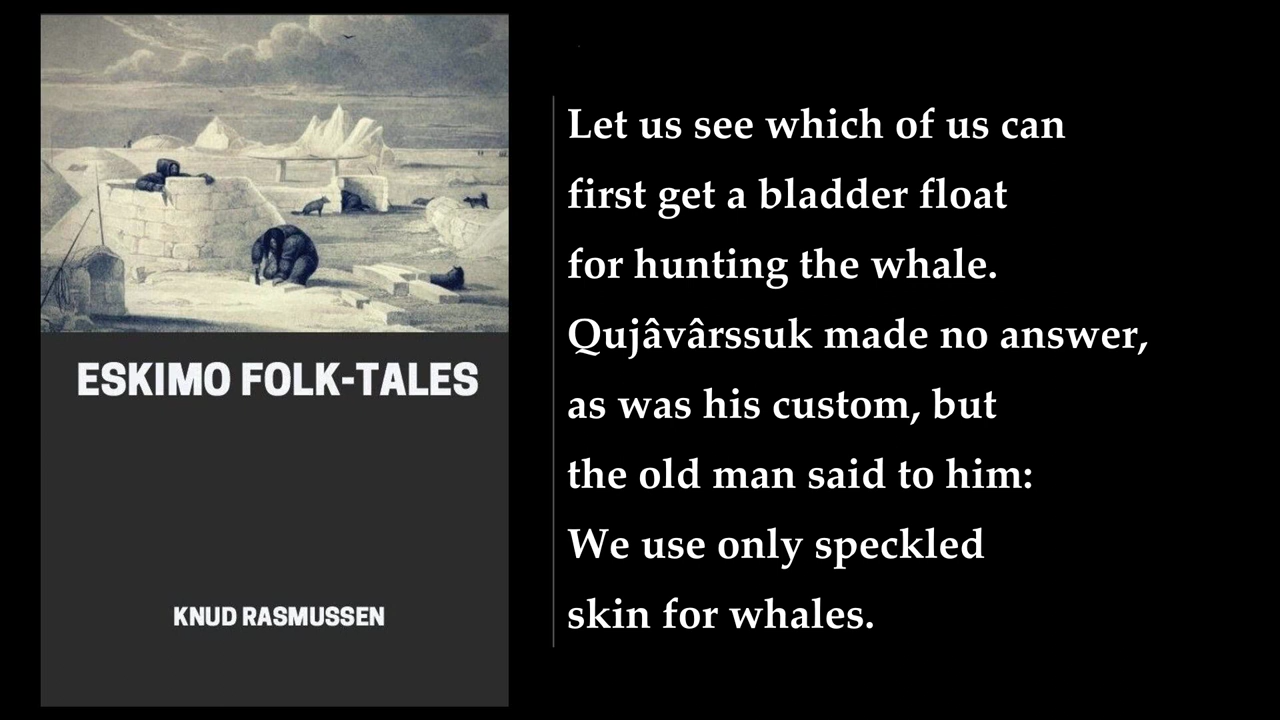 ESKIMO FOLK-TALES
KNUD RASMUSSEN
Let us see which of us can
first get a bladder float
for hunting the whale.
Qujâvârssuk made no answer,
as was his custom, but
the old man said to him:
We use only speckled
skin for whales.